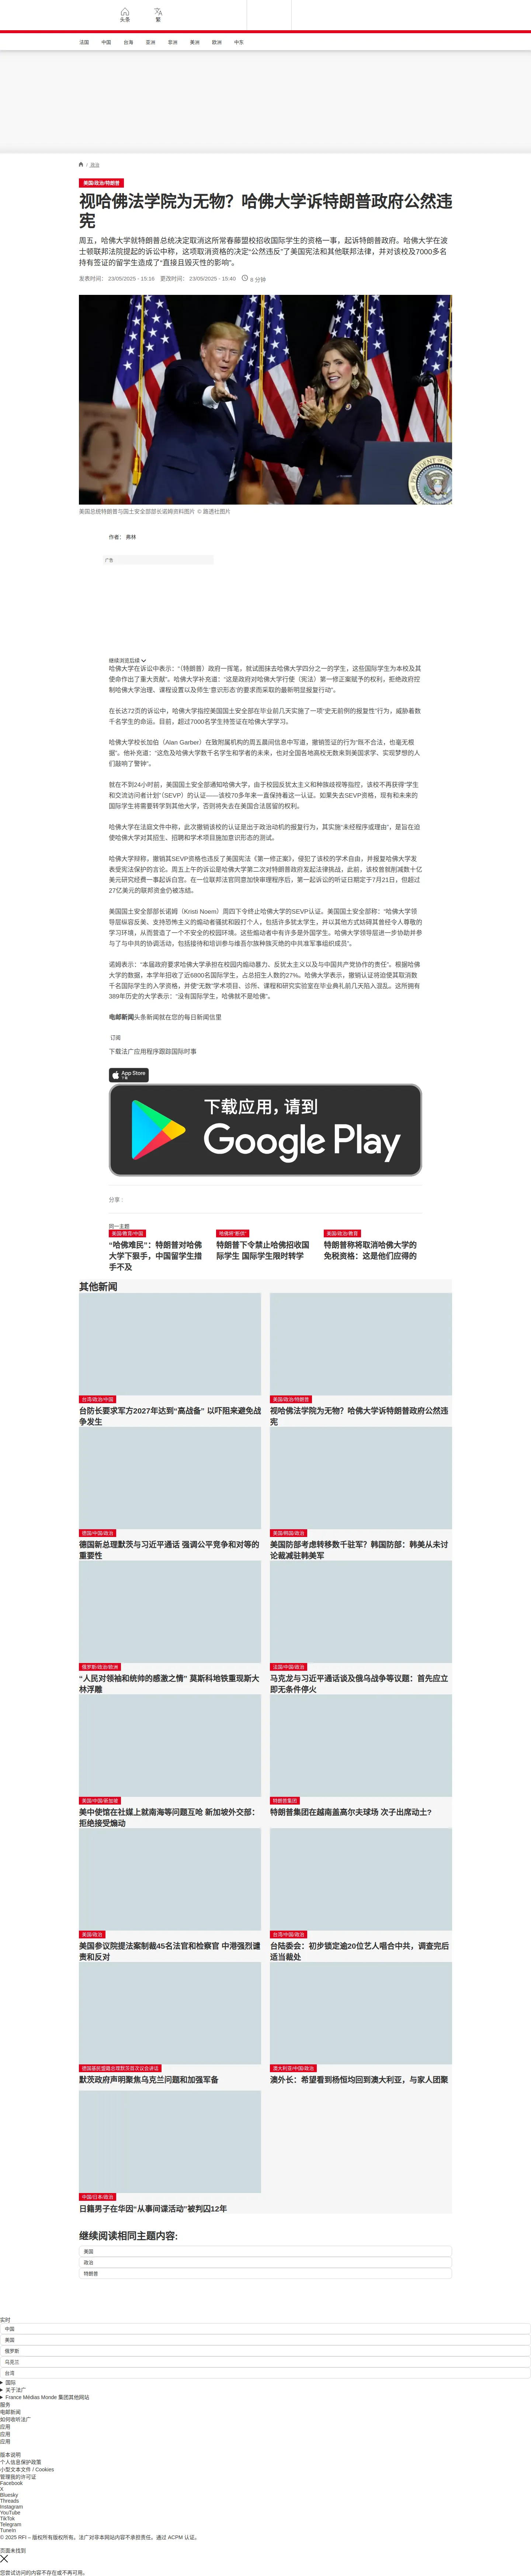 头条
繁
法国
中国
台海
亚洲
非洲
美洲
欧洲
中东
/ 政治
美国/政治/特朗普
视哈佛法学院为无物？哈佛大学诉特朗普政府公然违
宪
周五，哈佛大学就特朗普总统决定取消这所常春藤盟校招收国际学生的资格一事，起诉特朗普政府。哈佛大学在波
士顿联邦法院提起的诉讼中称，这项取消资格的决定“公然违反”了美国宪法和其他联邦法律，并对该校及7000多名
持有签证的留学生造成了“直接且毁灭性的影响”。
发表时间： 23/05/2025 - 15:16 更改时间： 23/05/2025 - 15:40 8 分钟
美国总统特朗普与国土安全部部长诺姆资料图片 © 路透社图片
作者： 弗林
广告
继续浏览后续
哈佛大学在诉讼中表示：“（特朗普）政府一挥笔，就试图抹去哈佛大学四分之一的学生，这些国际学生为本校及其
使命作出了重大贡献”。哈佛大学补充道：“这是政府对哈佛大学行使（宪法）第一修正案赋予的权利，拒绝政府控
制哈佛大学治理、课程设置以及师生‘意识形态’的要求而采取的最新明显报复行动”。
在长达72页的诉讼中，哈佛大学指控美国国土安全部在毕业前几天实施了一项“史无前例的报复性”行为，威胁着数
千名学生的命运。目前，超过7000名学生持签证在哈佛大学学习。
哈佛大学校长加伯（Alan Garber）在致附属机构的周五晨间信息中写道，撤销签证的行为“既不合法，也毫无根
据”。他补充道：“这危及哈佛大学数千名学生和学者的未来，也对全国各地高校无数来到美国求学、实现梦想的人
们敲响了警钟”。
就在不到24小时前，美国国土安全部通知哈佛大学，由于校园反犹太主义和种族歧视等指控，该校不再获得“学生
和交流访问者计划”（SEVP）的认证——该校70多年来一直保持着这一认证。如果失去SEVP资格，现有和未来的
国际学生将需要转学到其他大学，否则将失去在美国合法居留的权利。
哈佛大学在法庭文件中称，此次撤销该校的认证是出于政治动机的报复行为，其实施“未经程序或理由”，是旨在迫
使哈佛大学对其招生、招聘和学术项目施加意识形态的测试。
哈佛大学辩称，撤销其SEVP资格也违反了美国宪法《第一修正案》，侵犯了该校的学术自由，并报复哈佛大学发
表受宪法保护的言论。周五上午的诉讼是哈佛大学第二次对特朗普政府发起法律挑战，此前，该校曾就削减数十亿
美元研究经费一事起诉白宫。在一位联邦法官同意加快审理程序后，第一起诉讼的听证日期定于7月21日，但超过
27亿美元的联邦资金仍被冻结。
美国国土安全部部长诺姆（Kristi Noem）周四下令终止哈佛大学的SEVP认证。美国国土安全部称：“哈佛大学领
导层纵容反美、支持恐怖主义的煽动者骚扰和殴打个人，包括许多犹太学生，并以其他方式妨碍其曾经令人尊敬的
学习环境，从而营造了一个不安全的校园环境。这些煽动者中有许多是外国学生。哈佛大学领导层进一步协助并参
与了与中共的协调活动，包括接待和培训参与维吾尔族种族灭绝的中共准军事组织成员”。
诺姆表示：“本届政府要求哈佛大学承担在校园内煽动暴力、反犹太主义以及与中国共产党协作的责任”。根据哈佛
大学的数据，本学年招收了近6800名国际学生，占总招生人数的27%。哈佛大学表示，撤销认证将迫使其取消数
千名国际学生的入学资格，并使“无数”学术项目、诊所、课程和研究实验室在毕业典礼前几天陷入混乱。这所拥有
389年历史的大学表示：“没有国际学生，哈佛就不是哈佛”。
电邮新闻头条新闻就在您的每日新闻信里
订阅
下载法广应用程序跟踪国际时事
App Store
下载
下载应用，请到
Google Play
分享 :
同一主题
美国/教育/中国
“哈佛难民”：特朗普对哈佛
大学下狠手，中国留学生措
手不及
哈佛间“断供”
特朗普下令禁止哈佛招收国
际学生 国际学生限时转学
美国/政治/教育
特朗普称将取消哈佛大学的
免税资格：这是他们应得的
其他新闻
台湾/政治/中国
台防长要求军方2027年达到“高战备” 以吓阻来避免战
争发生
美国/政治/特朗普
视哈佛法学院为无物？哈佛大学诉特朗普政府公然违
宪
德国/中国/政治
德国新总理默茨与习近平通话 强调公平竞争和对等的
重要性
美国/韩国/政治
美国防部考虑转移数千驻军？韩国防部：韩美从未讨
论裁减驻韩美军
俄罗斯/政治/欧洲
“人民对领袖和统帅的感激之情” 莫斯科地铁重现斯大
林浮雕
法国/中国/政治
马克龙与习近平通话谈及俄乌战争等议题：首先应立
即无条件停火
美国/中国/新加坡
美中使馆在社媒上就南海等问题互呛 新加坡外交部：
拒绝接受煽动
特朗普集团
特朗普集团在越南盖高尔夫球场 次子出席动土?
美国/政治
美国参议院提法案制裁45名法官和检察官 中港强烈谴
责和反对
台湾/中国/政治
台陆委会：初步锁定逾20位艺人唱合中共，调查完后
适当裁处
德国基民盟籍总理默茨首次议会讲话
默茨政府声明聚焦乌克兰问题和加强军备
澳大利亚/中国/政治
澳外长：希望看到杨恒均回到澳大利亚，与家人团聚
中国/日本/政治
日籍男子在华因“从事间谍活动”被判囚12年
继续阅读相同主题内容:
美国
政治
特朗普
实时
中国
美国
俄罗斯
乌克兰
台湾
国际
关于法广
France Médias Monde 集团其他网站
服务
电邮新闻
如何收听法广
应用
应用
应用
版本说明
个人信息保护政策
小型文本文件 / Cookies
管理我的许可证
Facebook
X
Bluesky
Threads
Instagram
YouTube
TikTok
Telegram
TuneIn
© 2025 RFI – 版权所有版权所有。法广对非本网站内容不承担责任。通过 ACPM 认证。
页面未找到
您尝试访问的内容不存在或不再可用。